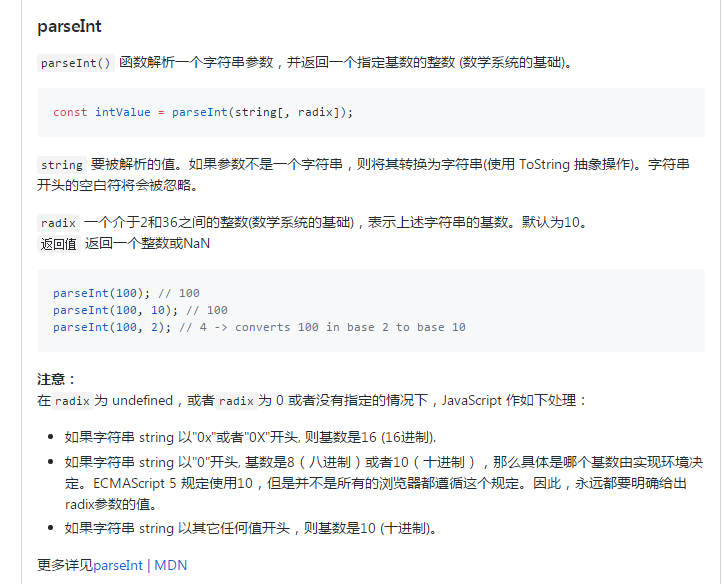 parseInt
parseInt() 函数解析一个字符串参数，并返回一个指定基数的整数 (数学系统的基础)。
const intValue = parseInt(string[, radix]);
string 要被解析的值。如果参数不是一个字符串，则将其转换为字符串(使用 ToString 抽象操作)。字符串
开头的空白符将会被忽略。
radix 一个介于2和36之间的整数(数学系统的基础)，表示上述字符串的基数。默认为10。
返回值 返回一个整数或NaN
parseInt(100); // 100
parseInt(100, 10); // 100
parseInt(100, 2); // 4 -> converts 100 in base 2 to base 10
注意：
在 radix 为 undefined，或者 radix 为 0 或者没有指定的情况下，JavaScript 作如下处理：
如果字符串 string 以"0x"或者"0X"开头, 则基数是16 (16进制).
如果字符串 string 以"0"开头, 基数是8（八进制）或者10（十进制），那么具体是哪个基数由实现环境决
定。ECMAScript 5 规定使用10，但是并不是所有的浏览器都遵循这个规定。因此，永远都要明确给出
radix参数的值。
如果字符串 string 以其它任何值开头，则基数是10 (十进制)。
更多详见parseInt | MDN